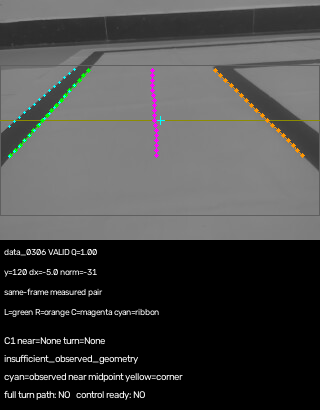 data_0306 VALID Q=1.00
y=120 dx=-5.0 norm=-31
same-frame measured pair
L=green R=orange C=magenta cyan=ribbon
C1 near=None turn=None
insufficient_observed_geometry
cyan=observed near midpoint yellow=corner
full turn path: NO control ready: NO